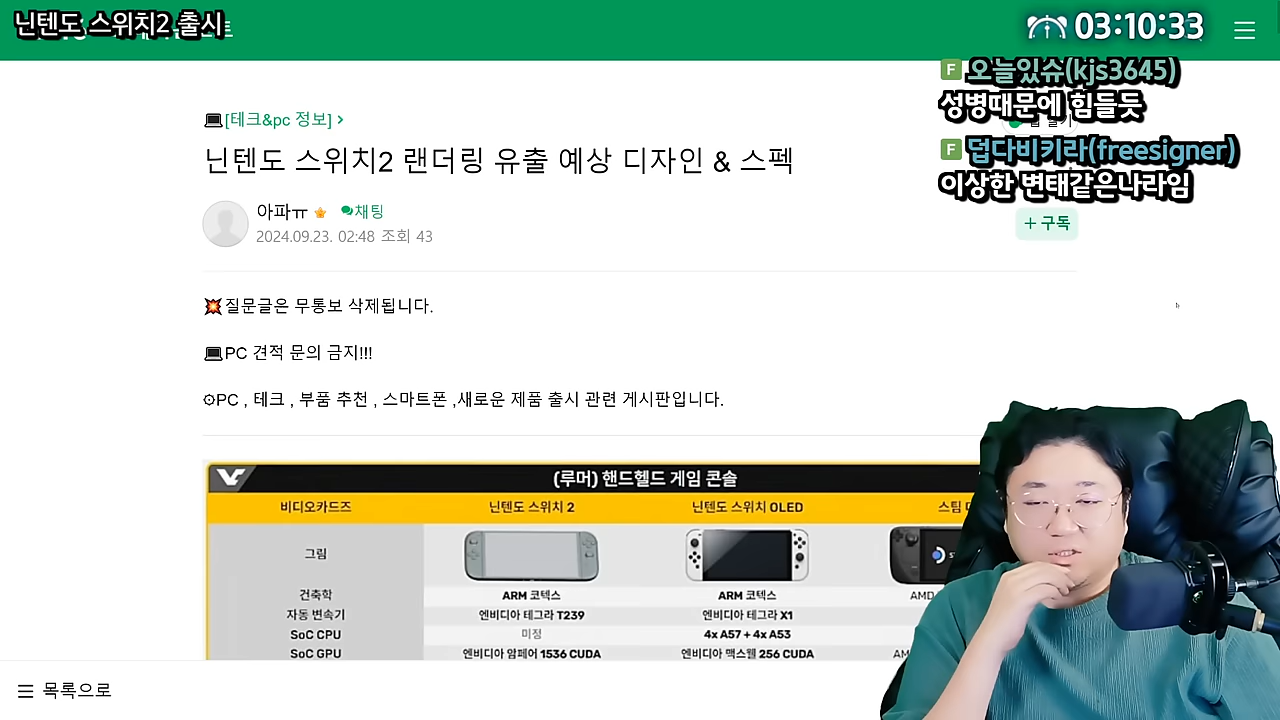 닌텐도 스위치2 출시
03:10:33
오늘있슈(kjs3645)
성병때문에 힘들듯
덥다비키라(freesigner)
이상한 변태같은나라임
[테크&pc 정보] >
닌텐도 스위치2 랜더링 유출 예상 디자인 & 스펙
아파ㅠ 채팅
2024.09.23. 02:48 조회 43
+ 구독
💥질문글은 무통보 삭제됩니다.
💻PC 견적 문의 금지!!!
⚙PC , 테크 , 부품 추천 , 스마트폰 ,새로운 제품 출시 관련 게시판입니다.
(루머) 핸드헬드 게임 콘솔
비디오카드즈 닌텐도 스위치 2 닌텐도 스위치 OLED 스팀
그림
건축학 ARM 코텍스 ARM 코텍스 AMD
자동 변속기 엔비디아 테그라 T239 엔비디아 테그라 X1
SoC CPU 미정 4x A57 + 4x A53
SoC GPU 엔비디아 암페어 1536 CUDA 엔비디아 맥스웰 256 CUDA
목록으로